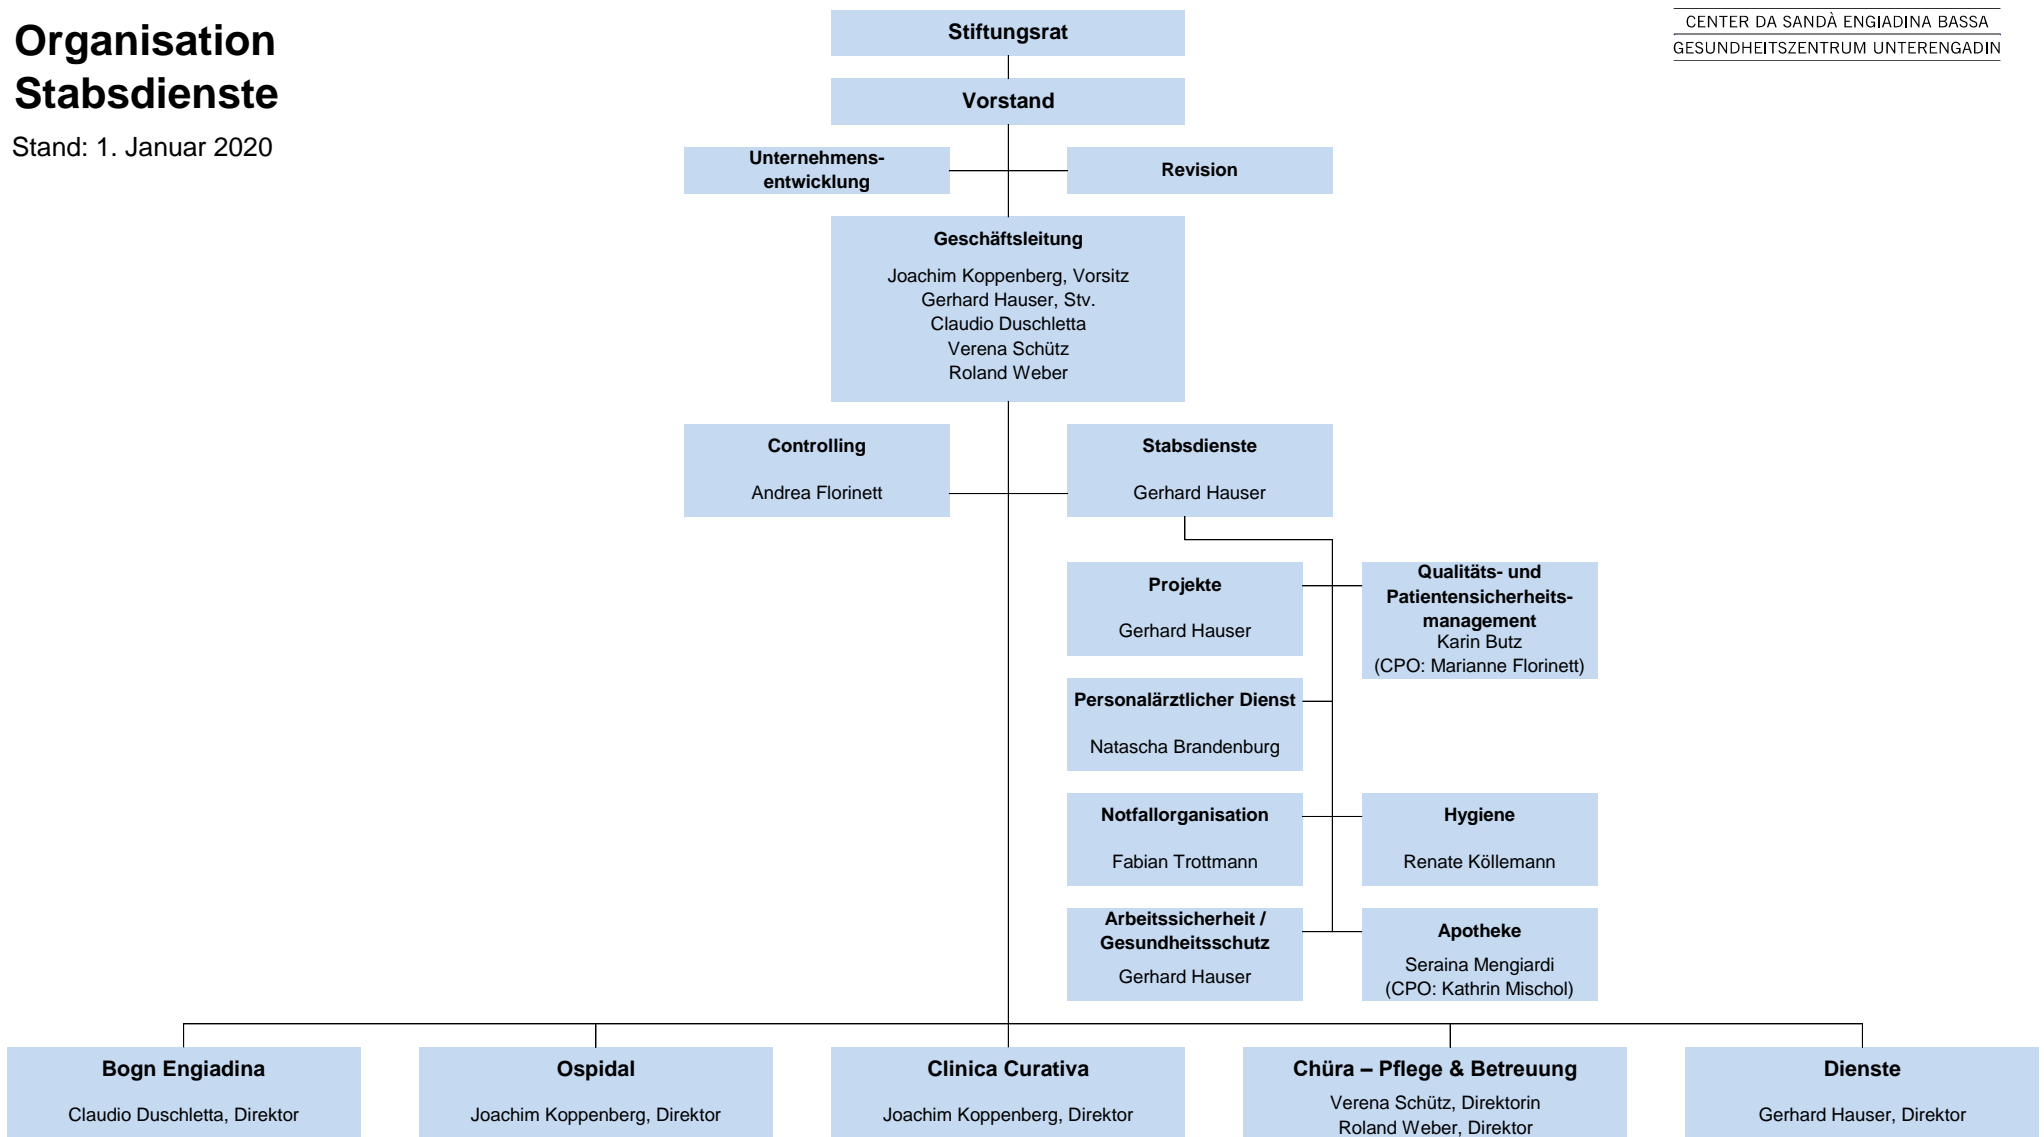 Organisation
Stabsdienste
Stand: 1. Januar 2020
CENTER DA SANDÀ ENGIADINA BASSA
GESUNDHEITSZENTRUM UNTERENGADIN
Stiftungsrat
Vorstand
Unternehmens-
entwicklung
Revision
Geschäftsleitung
Joachim Koppenberg, Vorsitz
Gerhard Hauser, Stv.
Claudio Duschletta
Verena Schütz
Roland Weber
Controlling
Andrea Florinett
Stabsdienste
Gerhard Hauser
Projekte
Gerhard Hauser
Qualitäts- und
Patientensicherheits-
management
Karin Butz
(CPO: Marianne Florinett)
Personalärztlicher Dienst
Natascha Brandenburg
Notfallorganisation
Fabian Trottmann
Hygiene
Renate Köllemann
Arbeitssicherheit /
Gesundheitsschutz
Gerhard Hauser
Apotheke
Seraina Mengiardi
(CPO: Kathrin Mischol)
Bogn Engiadina
Claudio Duschletta, Direktor
Ospidal
Joachim Koppenberg, Direktor
Clinica Curativa
Joachim Koppenberg, Direktor
Chüra – Pflege & Betreuung
Verena Schütz, Direktorin
Roland Weber, Direktor
Dienste
Gerhard Hauser, Direktor